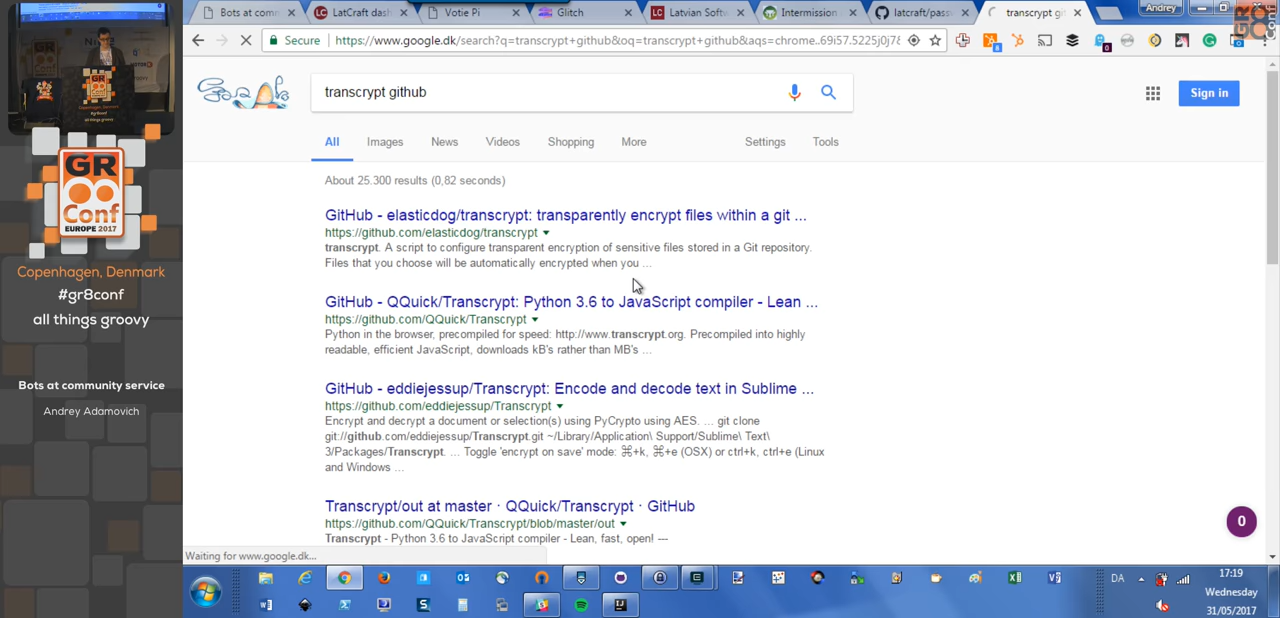 Bots at comm
LatCraft dash
Votie Pi
Glitch
Latvian Softw
Intermission
latcraft/pass
transcrypt git
Andrey
Secure
https://www.google.dk/search?q=transcrypt+github&oq=transcrypt+github&aqs=chrome..69i57.5225j0j7&
transcrypt github
Sign in
All
Images
News
Videos
Shopping
More
Settings
Tools
About 25.300 results (0,82 seconds)
GitHub - elasticdog/transcrypt: transparently encrypt files within a git ...
https://github.com/elasticdog/transcrypt
transcrypt. A script to configure transparent encryption of sensitive files stored in a Git repository.
Files that you choose will be automatically encrypted when you ...
GitHub - QQuick/Transcrypt: Python 3.6 to JavaScript compiler - Lean ...
https://github.com/QQuick/Transcrypt
Python in the browser, precompiled for speed: http://www.transcrypt.org. Precompiled into highly
readable, efficient JavaScript, downloads kB's rather than MB's ...
GitHub - eddiejessup/Transcrypt: Encode and decode text in Sublime ...
https://github.com/eddiejessup/Transcrypt
Encrypt and decrypt a document or selection(s) using PyCrypto using AES. ... git clone
git://github.com/eddiejessup/Transcrypt.git ~/Library/Application\ Support/Sublime\ Text\
3/Packages/Transcrypt. ... Toggle 'encrypt on save' mode: ⌘+k, ⌘+e (OSX) or ctrl+k, ctrl+e (Linux
and Windows ...
Transcrypt/out at master · QQuick/Transcrypt · GitHub
https://github.com/QQuick/Transcrypt/blob/master/out
Transcrypt - Python 3.6 to JavaScript compiler - Lean, fast, open! ---
0
Waiting for www.google.dk...
DA
17:19
Wednesday
31/05/2017
GR
Conf
EUROPE 2017
Copenhagen, Denmark
#gr8conf
all things groovy
Bots at community service
Andrey Adamovich